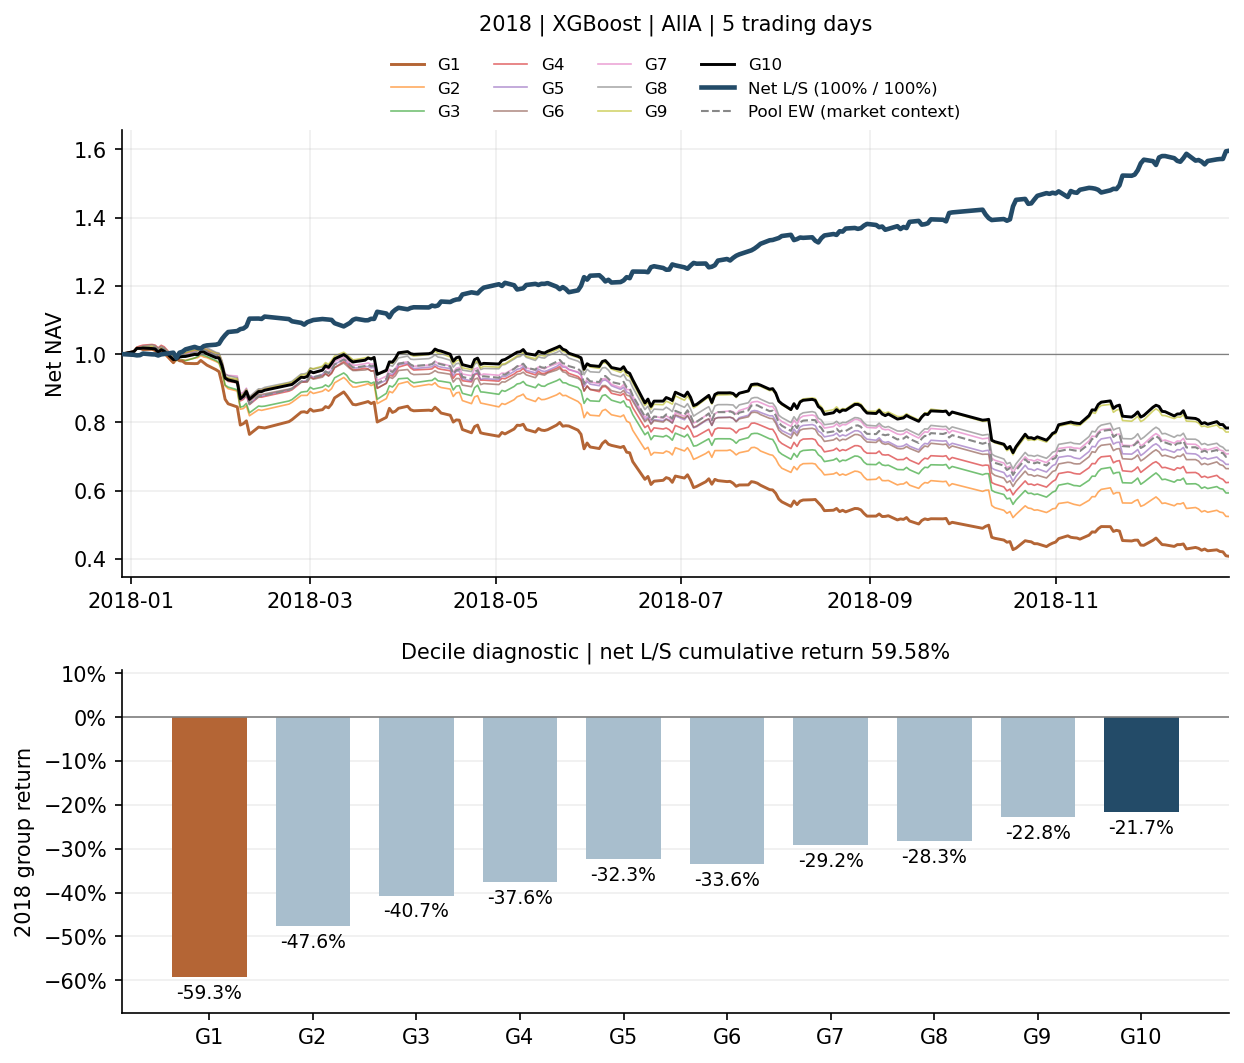 2018 | XGBoost | AllA | 5 trading days
G1 G4 G7 G10
G2 G5 G8 Net L/S (100% / 100%)
G3 G6 G9 Pool EW (market context)
Net NAV
1.6
1.4
1.2
1.0
0.8
0.6
0.4
2018-01 2018-03 2018-05 2018-07 2018-09 2018-11
Decile diagnostic | net L/S cumulative return 59.58%
2018 group return
10%
0%
−10%
−20%
−30%
−40%
−50%
−60%
-59.3%
-47.6%
-40.7%
-37.6%
-32.3%
-33.6%
-29.2%
-28.3%
-22.8%
-21.7%
G1 G2 G3 G4 G5 G6 G7 G8 G9 G10